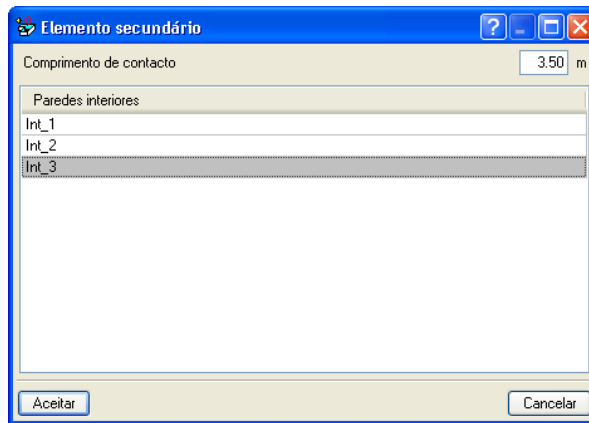 Elemento secundário
Comprimento de contacto 3.50 m
Paredes interiores
Int_1
Int_2
Int_3
Aceitar Cancelar